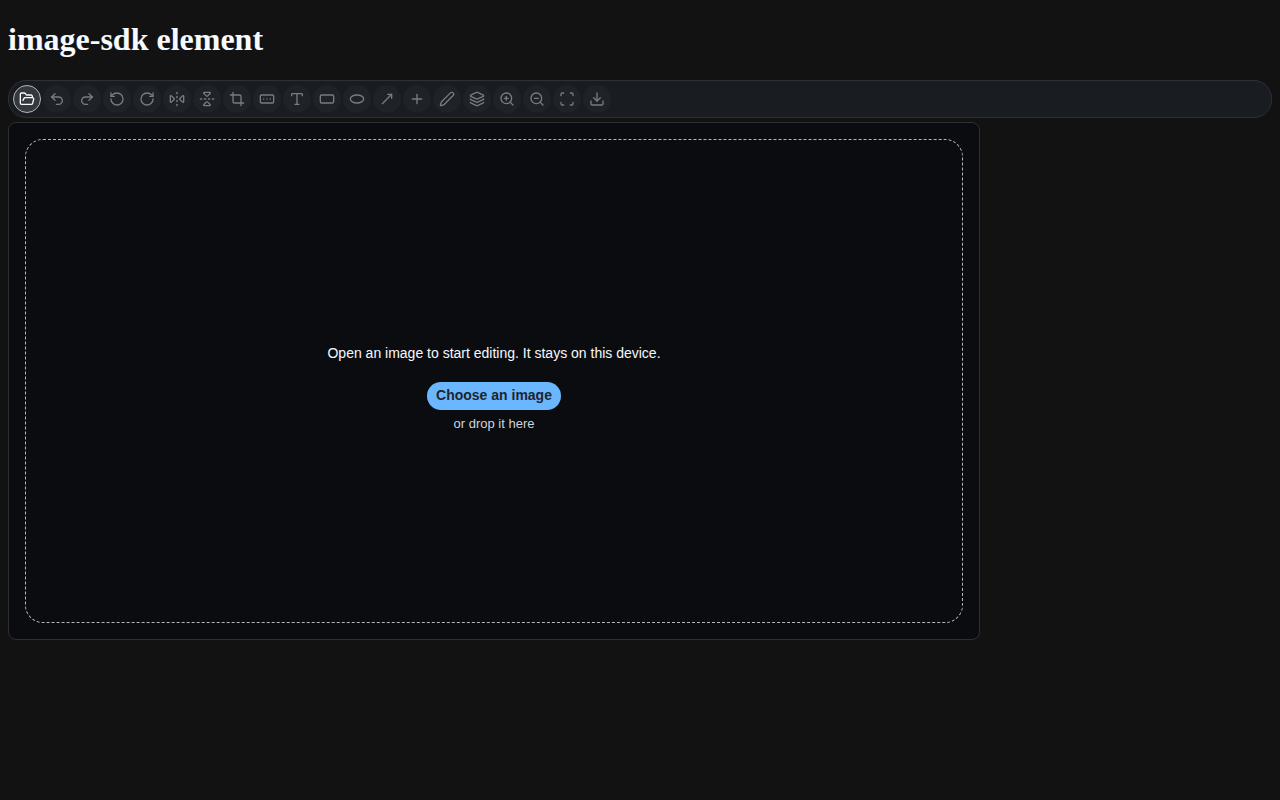 image-sdk element
Open an image to start editing. It stays on this device.
Choose an image
or drop it here